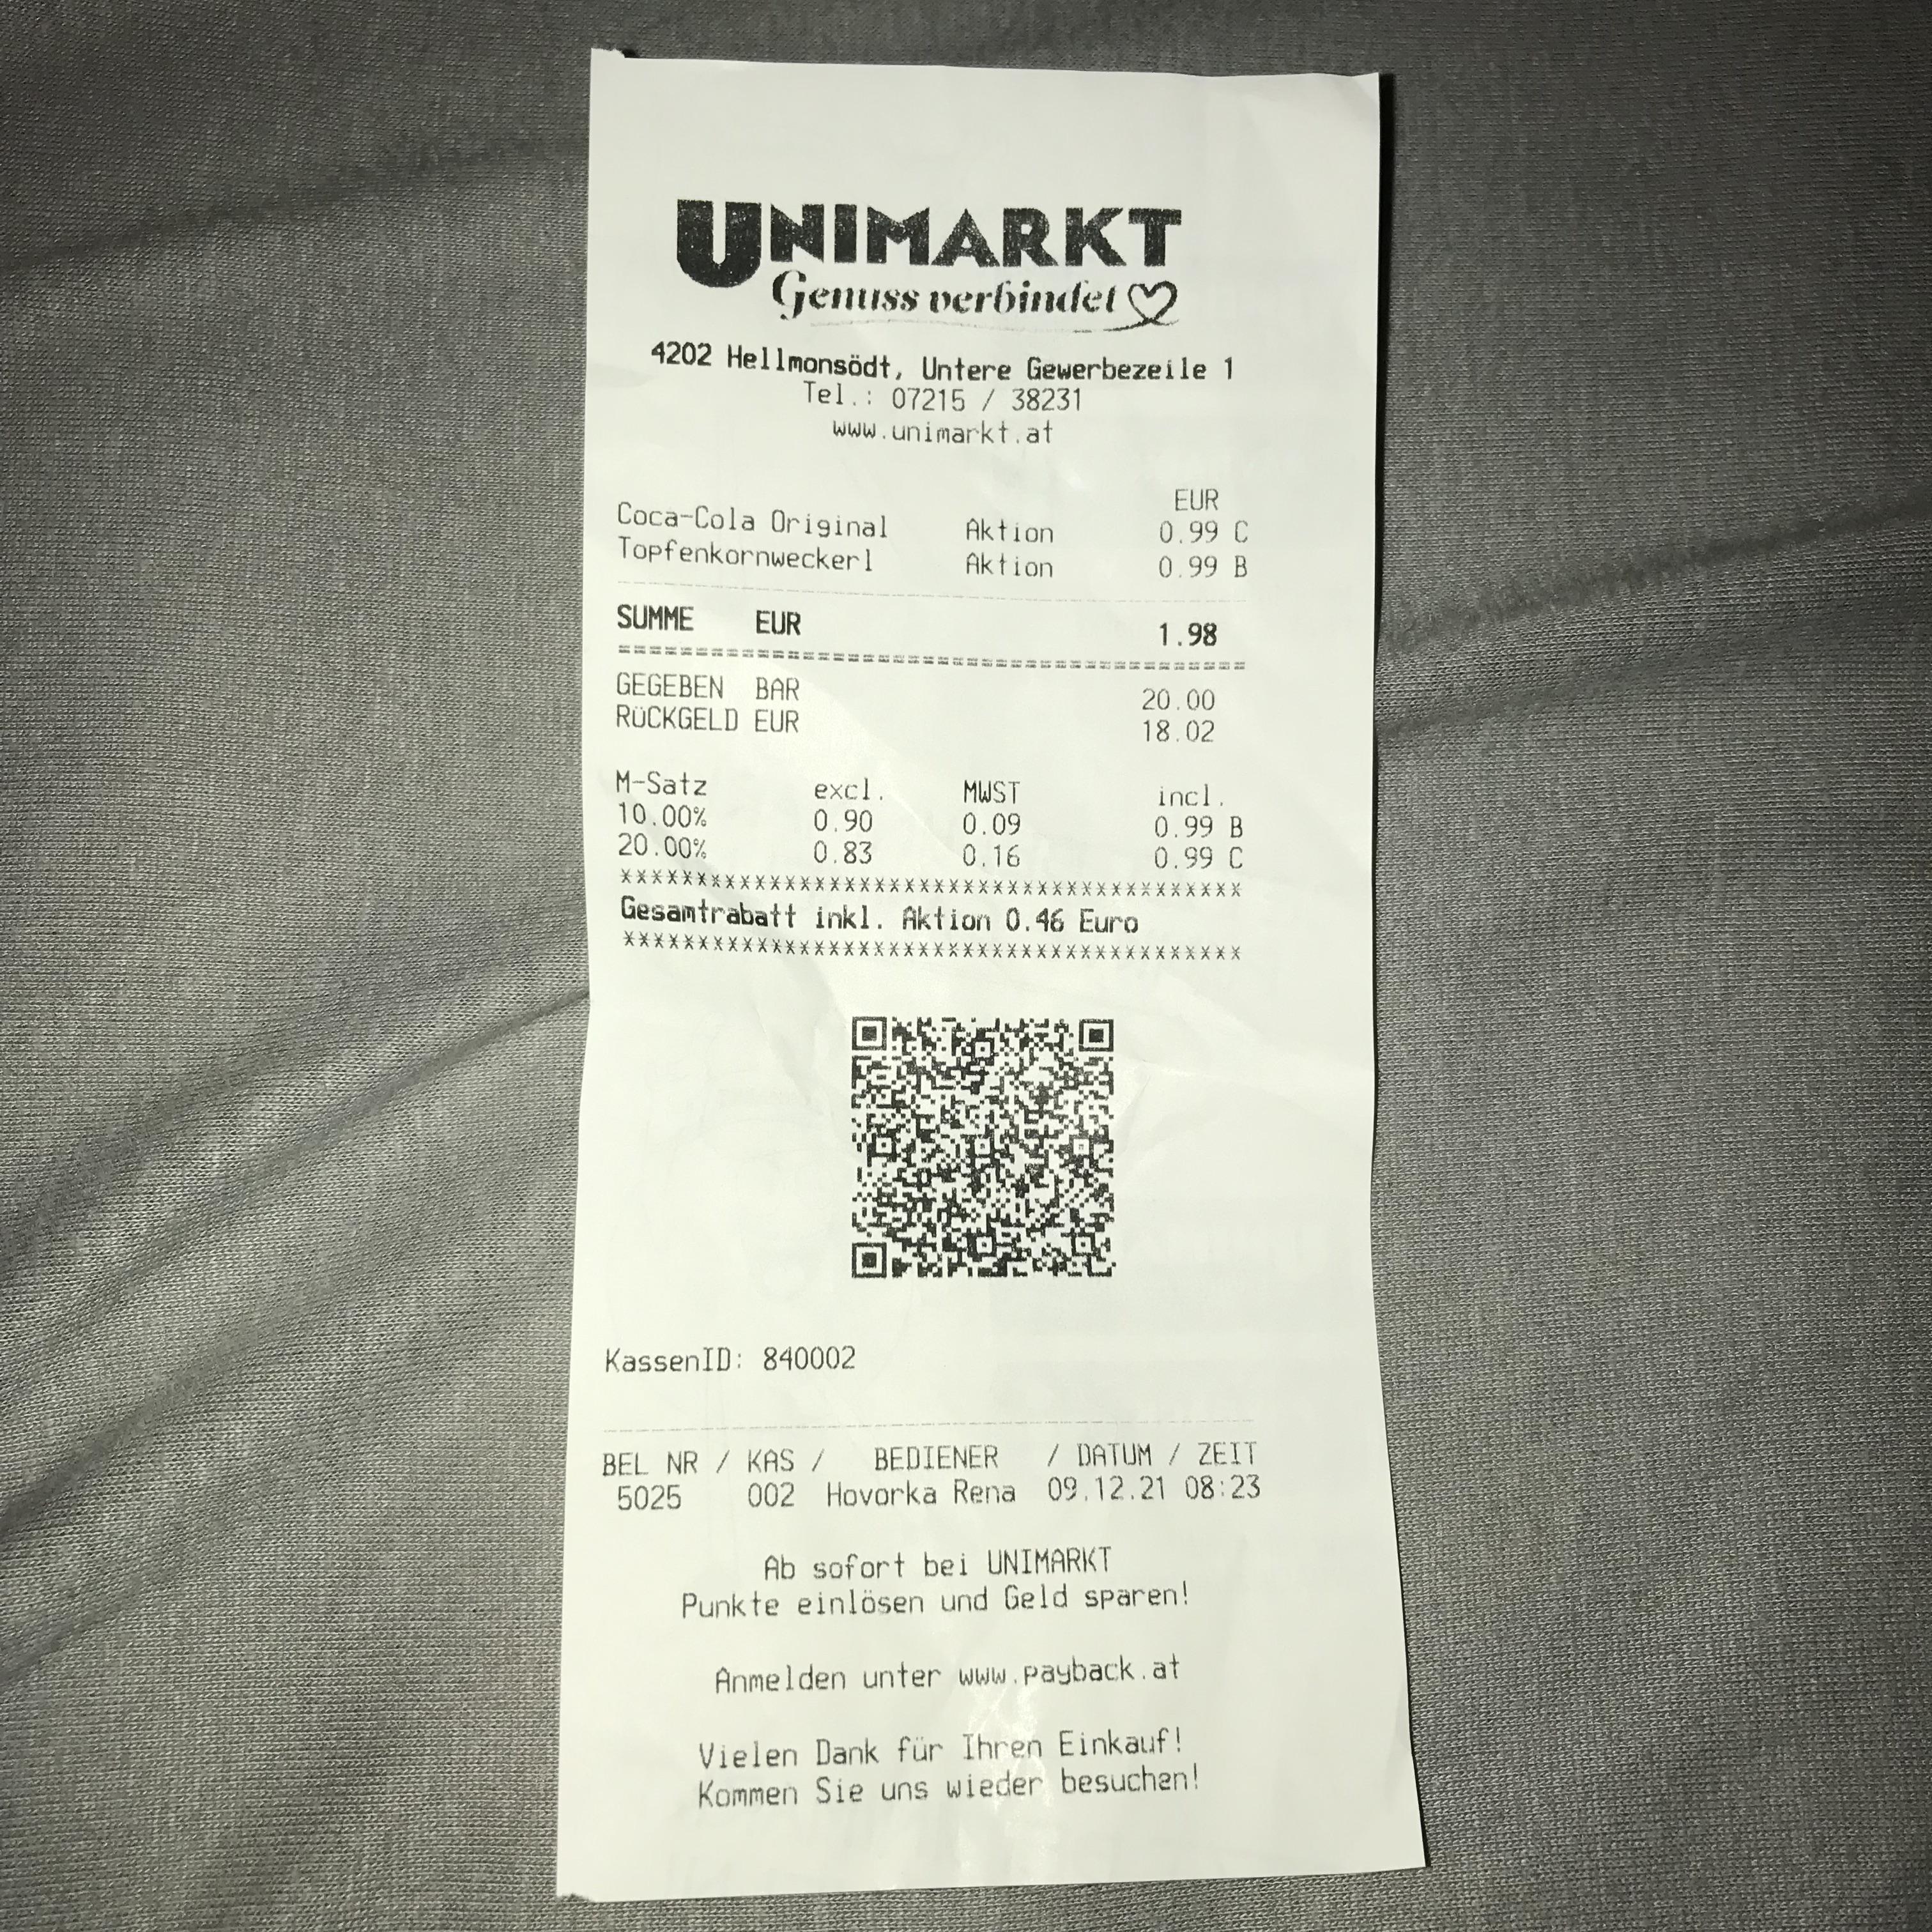 UNIMARKT
Genuss verbindet
4202 Hellmonsödt, Untere Gewerbezeile 1
Tel.: 07215 / 38231
www.unimarkt.at
EUR
Coca-Cola Original Aktion 0.99 C
Topfenkornweckerl Aktion 0.99 B
SUMME EUR 1.98
GEGEBEN BAR 20.00
RÜCKGELD EUR 18.02
M-Satz excl. MWST incl.
10.00% 0.90 0.09 0.99 B
20.00% 0.83 0.16 0.99 C
******************************************
Gesamtrabatt inkl. Aktion 0.46 Euro
******************************************
KassenID: 840002
BEL NR / KAS / BEDIENER / DATUM / ZEIT
5025 002 Hovorka Rena 09.12.21 08:23
Ab sofort bei UNIMARKT
Punkte einlösen und Geld sparen!
Anmelden unter www.payback.at
Vielen Dank für Ihren Einkauf!
Kommen Sie uns wieder besuchen!